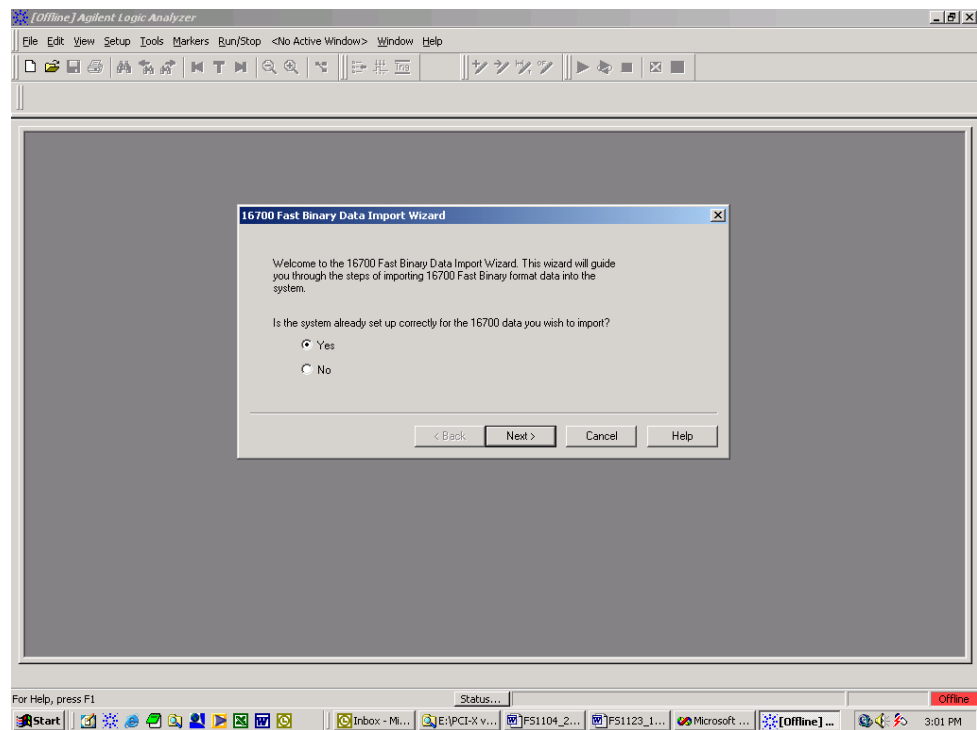 [Offline] Agilent Logic Analyzer
File Edit View Setup Tools Markers Run/Stop <No Active Window> Window Help
T Trig
16700 Fast Binary Data Import Wizard
Welcome to the 16700 Fast Binary Data Import Wizard. This wizard will guide
you through the steps of importing 16700 Fast Binary format data into the
system.
Is the system already set up correctly for the 16700 data you wish to import?
Yes
No
< Back Next > Cancel Help
For Help, press F1 Status... Offline
Start Inbox - Mi... E:\PCI-X v... FS1104_2... FS1123_1... Microsoft ... [Offline] ... 3:01 PM